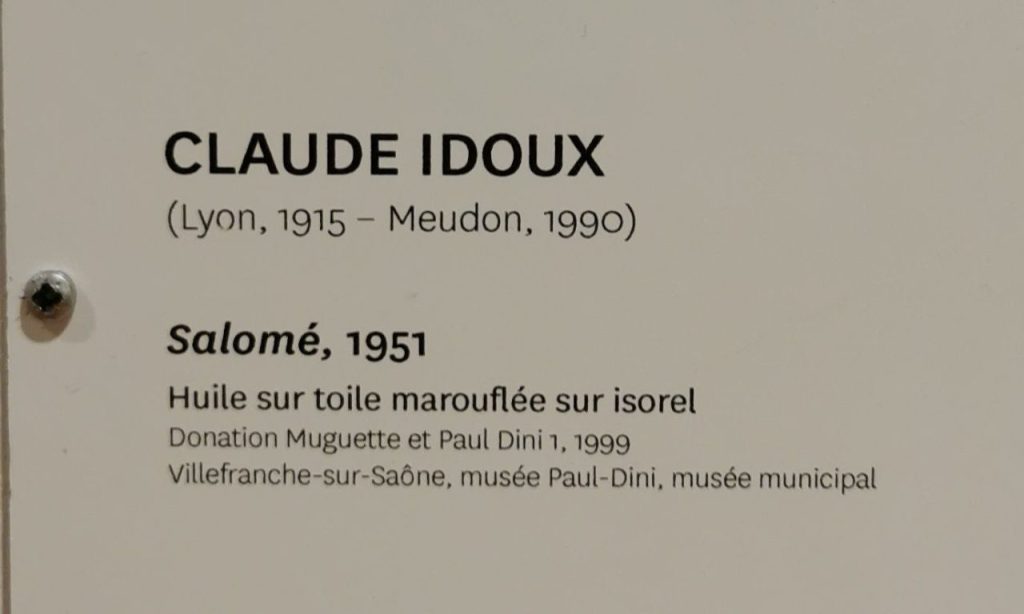 CLAUDE IDOUX
(Lyon, 1915 – Meudon, 1990)
Salomé, 1951
Huile sur toile marouflée sur isorel
Donation Muguette et Paul Dini 1, 1999
Villefranche-sur-Saône, musée Paul-Dini, musée municipal